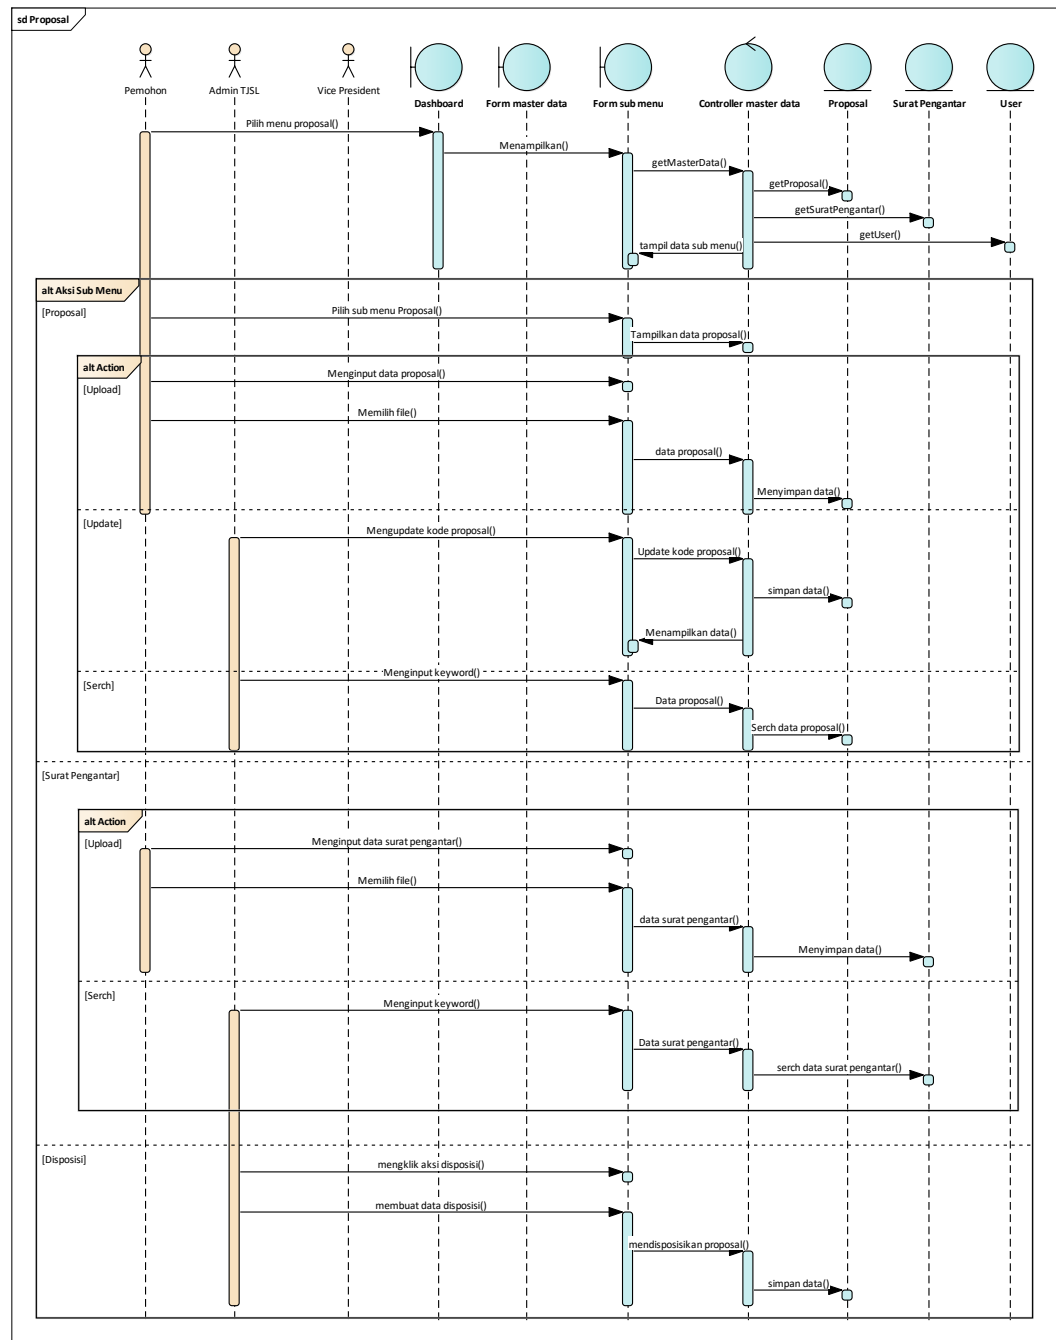 sd Proposal
Pemohon
Admin TJSL
Vice President
Dashboard
Form master data
Form sub menu
Controller master data
Proposal
Surat Pengantar
User
Pilih menu proposal()
Menampilkan()
getMasterData()
getProposal()
getSuratPengantar()
getUser()
tampil data sub menu()
alt Aksi Sub Menu
[Proposal]
Pilih sub menu Proposal()
Tampilkan data proposal()
alt Action
Menginput data proposal()
[Upload]
Memilih file()
data proposal()
Menyimpan data()
[Update]
Mengupdate kode proposal()
Update kode proposal()
simpan data()
Menampilkan data()
Menginput keyword()
[Serch]
Data proposal()
Serch data proposal()
[Surat Pengantar]
alt Action
[Upload]
Menginput data surat pengantar()
Memilih file()
data surat pengantar()
Menyimpan data()
[Serch]
Menginput keyword()
Data surat pengantar()
serch data surat pengantar()
[Disposisi]
mengklik aksi disposisi()
membuat data disposisi()
mendisposisikan proposal()
simpan data()